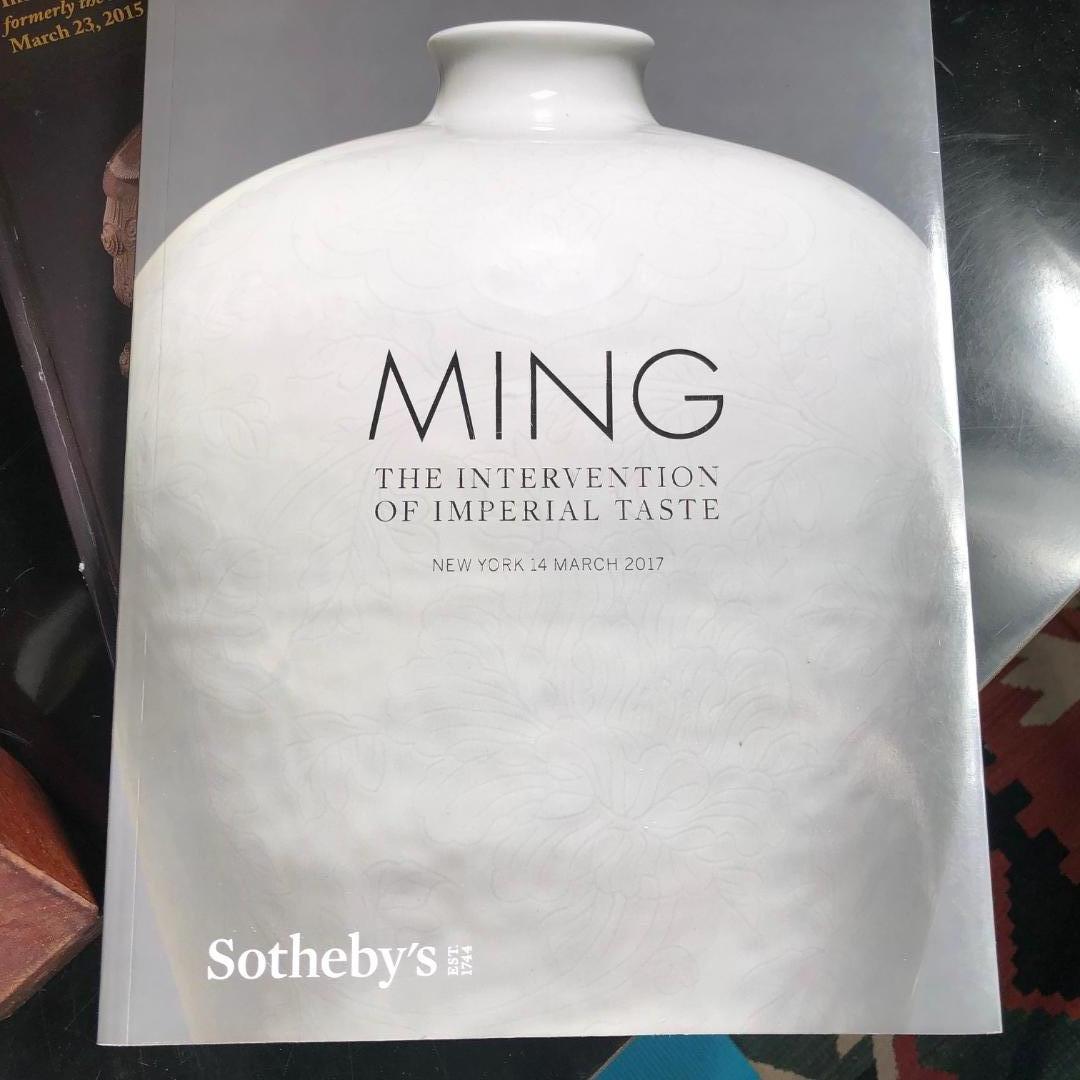 formerly the
March 23, 2015
MING
THE INTERVENTION
OF IMPERIAL TASTE
NEW YORK 14 MARCH 2017
Sotheby's
EST.
1744